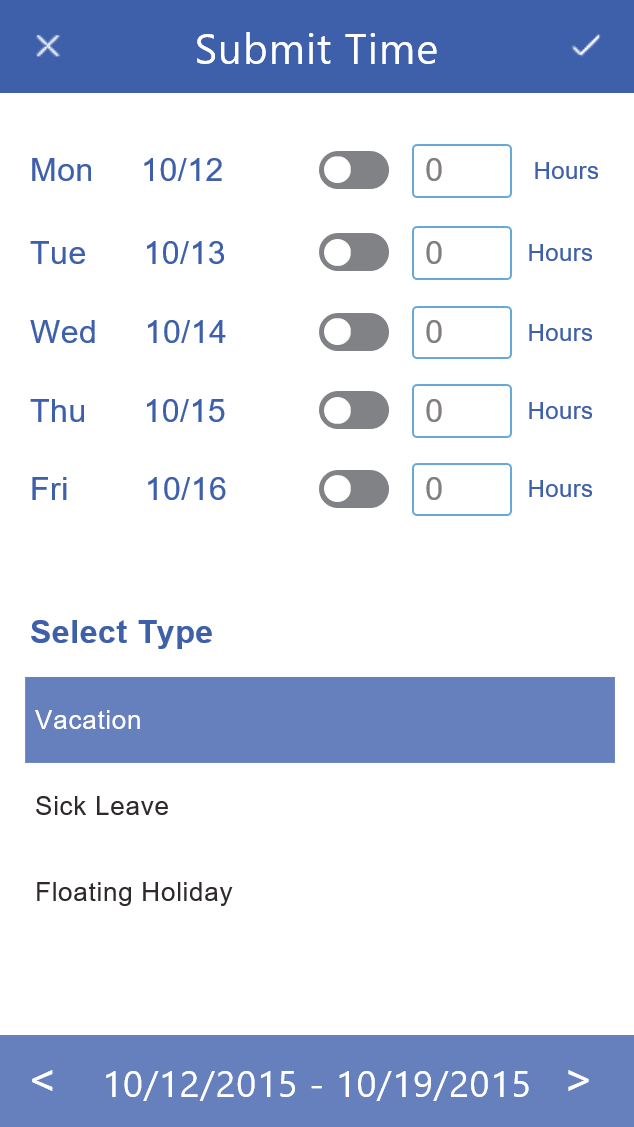 Submit Time
Mon 10/12 0 Hours
Tue 10/13 0 Hours
Wed 10/14 0 Hours
Thu 10/15 0 Hours
Fri 10/16 0 Hours
Select Type
Vacation
Sick Leave
Floating Holiday
< 10/12/2015 - 10/19/2015 >